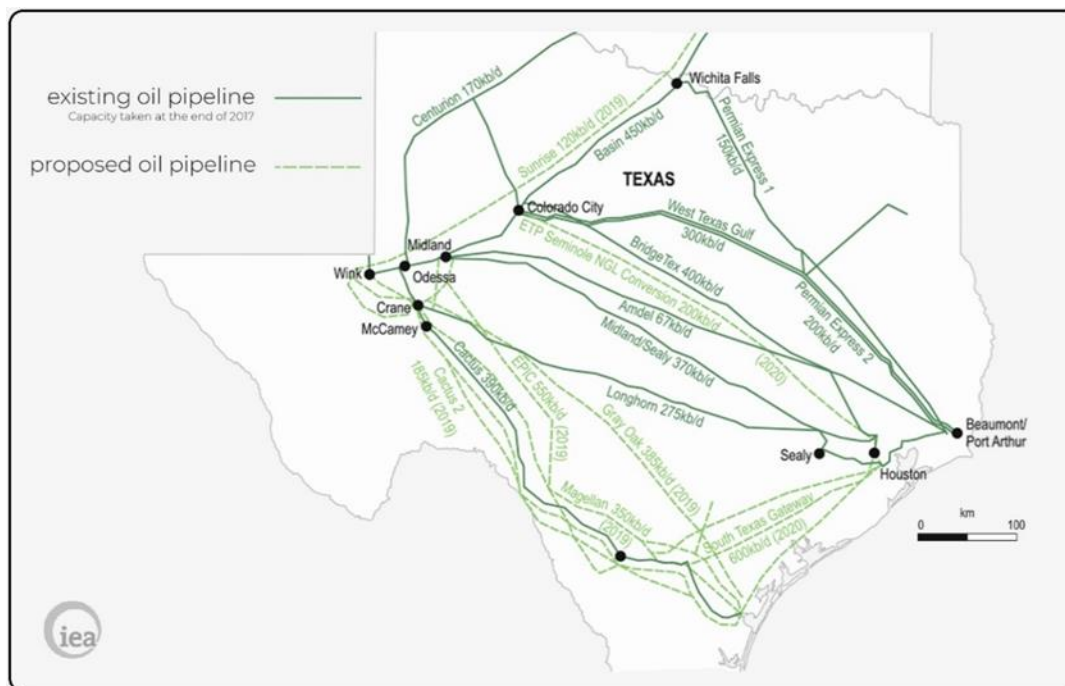 existing oil pipeline
Capacity taken at the end of 2017
proposed oil pipeline
Centurion 170kb/d
Sunrise 120kb/d (2019)
Basin 450kb/d
Wichita Falls
Permian Express 1
150kb/d
TEXAS
Colorado City
West Texas Gulf
300kb/d
ETP Seminole NGL Conversion 200kb/d
(2020)
BridgeTex 400kb/d
Permian Express 2
200kb/d
Midland
Wink
Odessa
Crane
McCamey
Amdel 67kb/d
Midland/Sealy 370kb/d
Longhorn 275kb/d
Cactus 390kb/d
Cactus 2
185kb/d (2019)
EPIC 550kb/d
(2019)
Gray Oak 385kb/d (2019)
Magellan 350kb/d
(2019)
South Texas Gateway
600kb/d (2020)
Sealy
Houston
Beaumont/
Port Arthur
km
0 100
iea